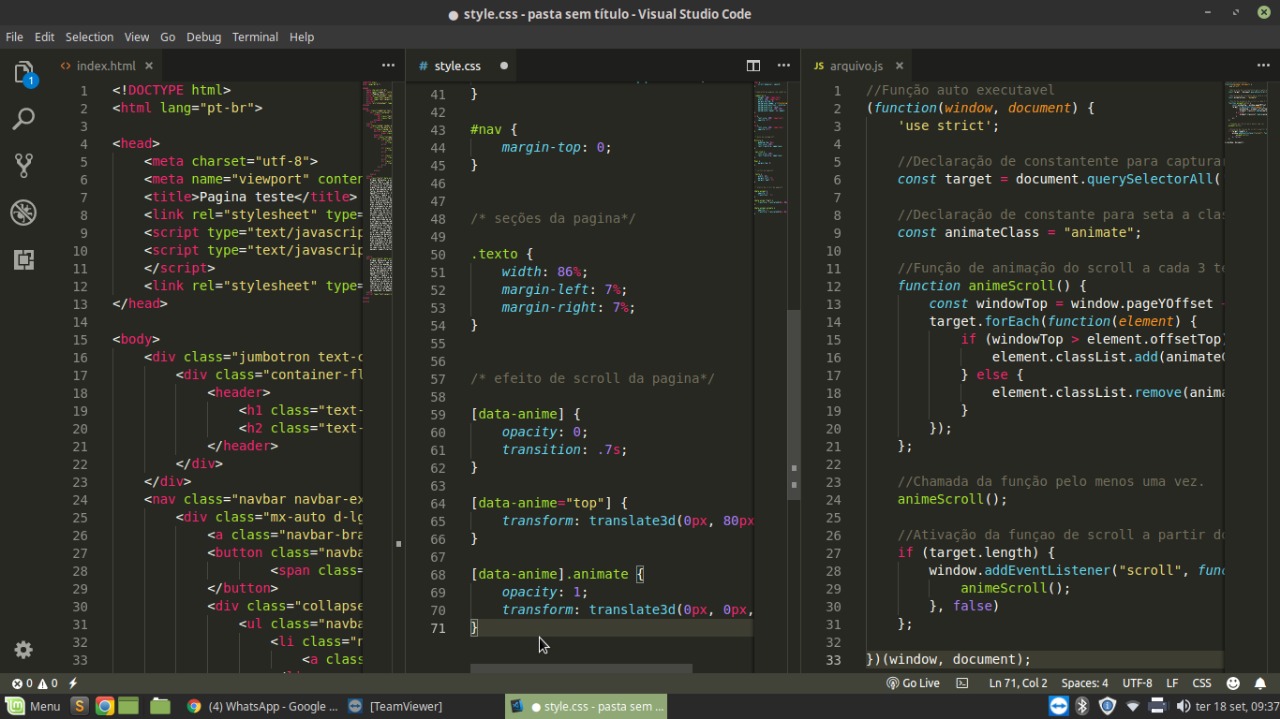 ● style.css - pasta sem título - Visual Studio Code
File Edit Selection View Go Debug Terminal Help
1
<> index.html × ···
# style.css ● ···
JS arquivo.js × ···
1 <!DOCTYPE html>
2 <html lang="pt-br">
3
4 <head>
5 <meta charset="utf-8">
6 <meta name="viewport" conten
7 <title>Pagina teste</title>
8 <link rel="stylesheet" type=
9 <script type="text/javascrip
10 <script type="text/javascrip
11 </script>
12 <link rel="stylesheet" type=
13 </head>
14
15 <body>
16 <div class="jumbotron text-c
17 <div class="container-fl
18 <header>
19 <h1 class="text-
20 <h2 class="text-
21 </header>
22 </div>
23 </div>
24 <nav class="navbar navbar-ex
25 <div class="mx-auto d-lg
26 <a class="navbar-bra
27 <button class="navba
28 <span class=
29 </button>
30 <div class="collapse
31 <ul class="navba
32 <li class="n
33 <a clas
41 }
42
43 #nav {
44 margin-top: 0;
45 }
46
47
48 /* seções da pagina*/
49
50 .texto {
51 width: 86%;
52 margin-left: 7%;
53 margin-right: 7%;
54 }
55
56
57 /* efeito de scroll da pagina*/
58
59 [data-anime] {
60 opacity: 0;
61 transition: .7s;
62 }
63
64 [data-anime="top"] {
65 transform: translate3d(0px, 80px
66 }
67
68 [data-anime].animate {
69 opacity: 1;
70 transform: translate3d(0px, 0px,
71 }
1 //Função auto executavel
2 (function(window, document) {
3 'use strict';
4
5 //Declaração de constantente para captura
6 const target = document.querySelectorAll(
7
8 //Declaração de constante para seta a clas
9 const animateClass = "animate";
10
11 //Função de animação do scroll a cada 3 te
12 function animeScroll() {
13 const windowTop = window.pageYOffset
14 target.forEach(function(element) {
15 if (windowTop > element.offsetTop)
16 element.classList.add(animateC
17 } else {
18 element.classList.remove(anima
19 }
20 });
21 };
22
23 //Chamada da função pelo menos uma vez.
24 animeScroll();
25
26 //Ativação da funçao de scroll a partir do
27 if (target.length) {
28 window.addEventListener("scroll", func
29 animeScroll();
30 }, false)
31 };
32
33 })(window, document);
0 0 Go Live Ln 71, Col 2 Spaces: 4 UTF-8 LF CSS
Menu S (4) WhatsApp - Google ... [TeamViewer] ● style.css - pasta sem ... ter 18 set, 09:37